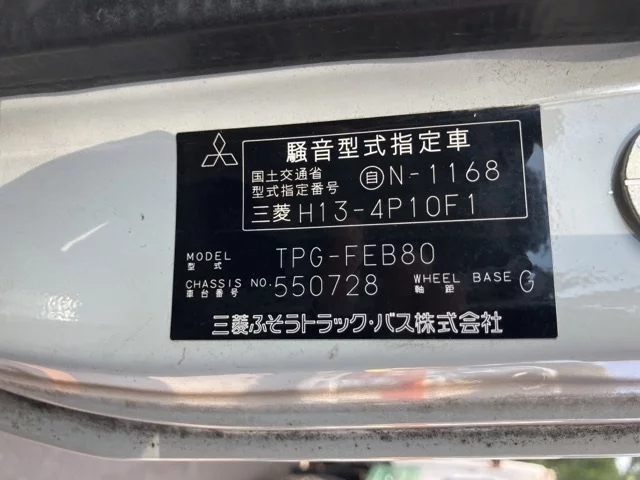 騒音型式指定車
国土交通省
型式指定番号 自N-1168
三菱 H13-4P10F1
MODEL
型式 TPG-FEB80
CHASSIS NO.
車台番号 550728 WHEEL BASE
軸距 G
三菱ふそうトラック・バス株式会社